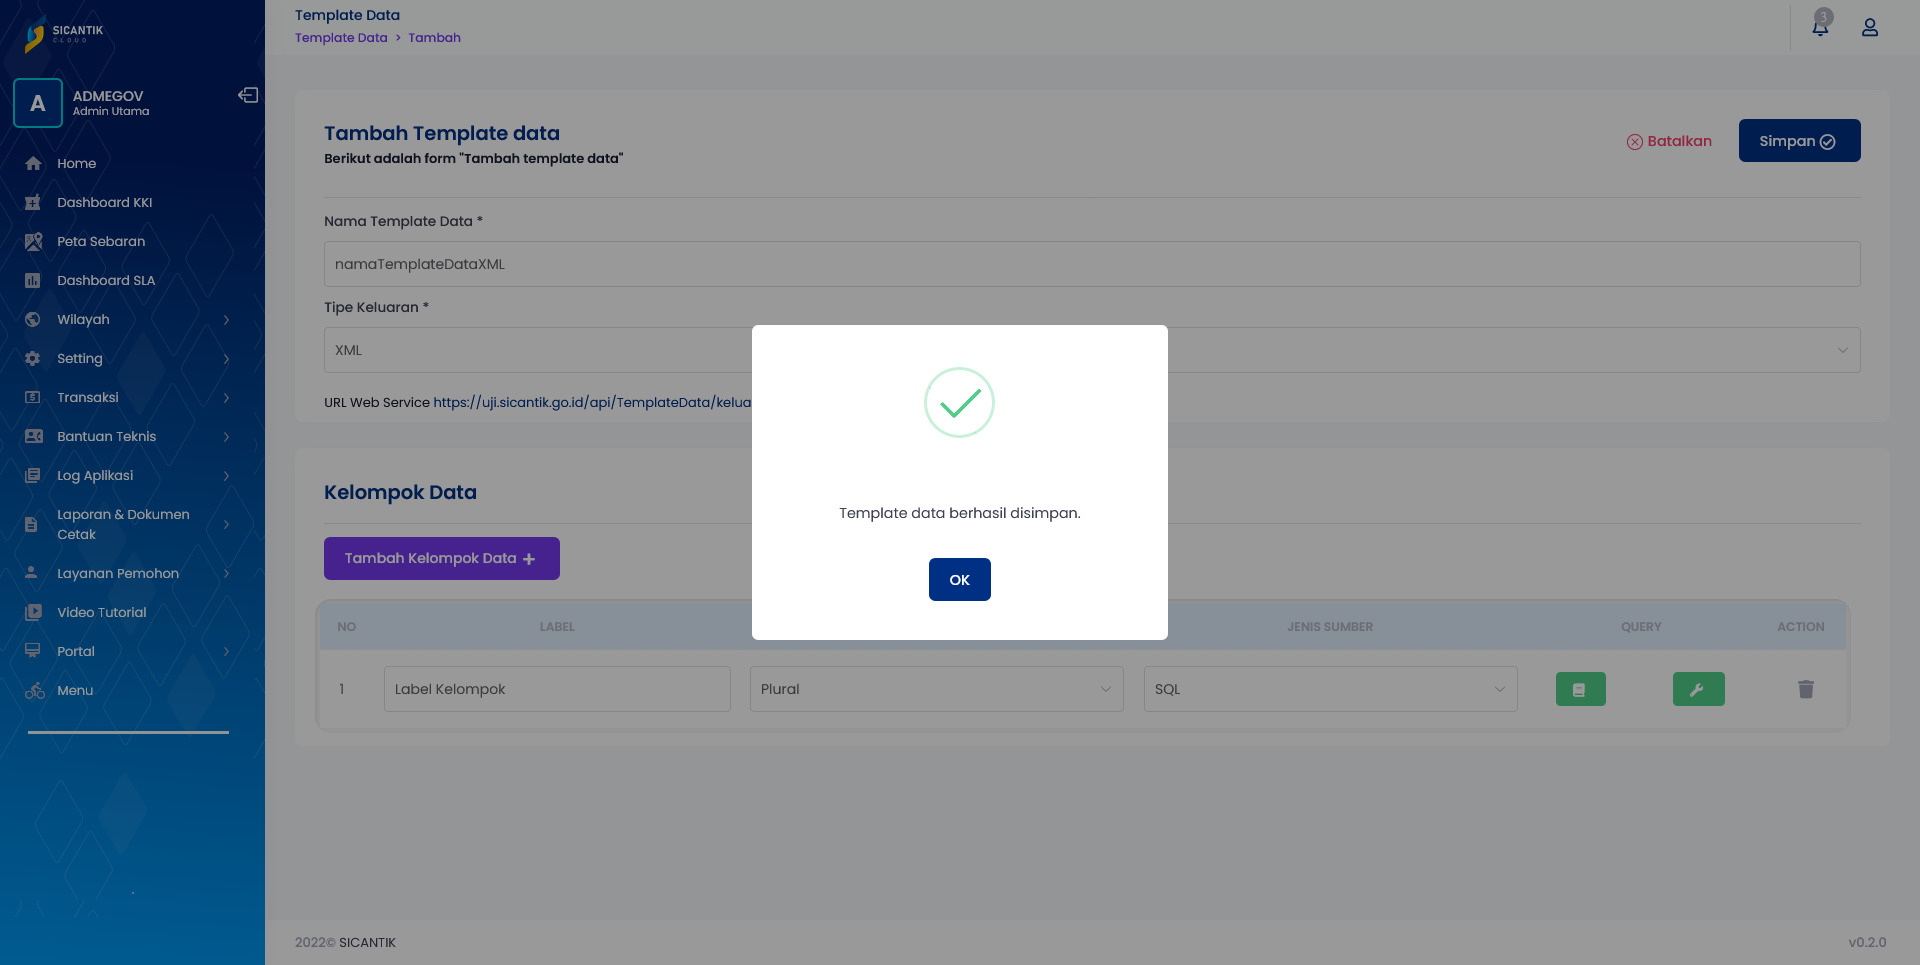 SICANTIK
CLOUD
A
ADMEGOV
Admin Utama
Home
Dashboard KKI
Peta Sebaran
Dashboard SLA
Wilayah
Setting
Transaksi
Bantuan Teknis
Log Aplikasi
Laporan & Dokumen
Cetak
Layanan Pemohon
Video Tutorial
Portal
Menu
Template Data
Template Data > Tambah
3
Tambah Template data
Berikut adalah form "Tambah template data"
Batalkan
Simpan
Nama Template Data *
namaTemplateDataXML
Tipe Keluaran *
XML
URL Web Service https://uji.sicantik.go.id/api/TemplateData/kelua
Template data berhasil disimpan.
OK
Kelompok Data
Tambah Kelompok Data +
NO LABEL JENIS SUMBER QUERY ACTION
1 Label Kelompok Plural SQL
2022© SICANTIK
v0.2.0